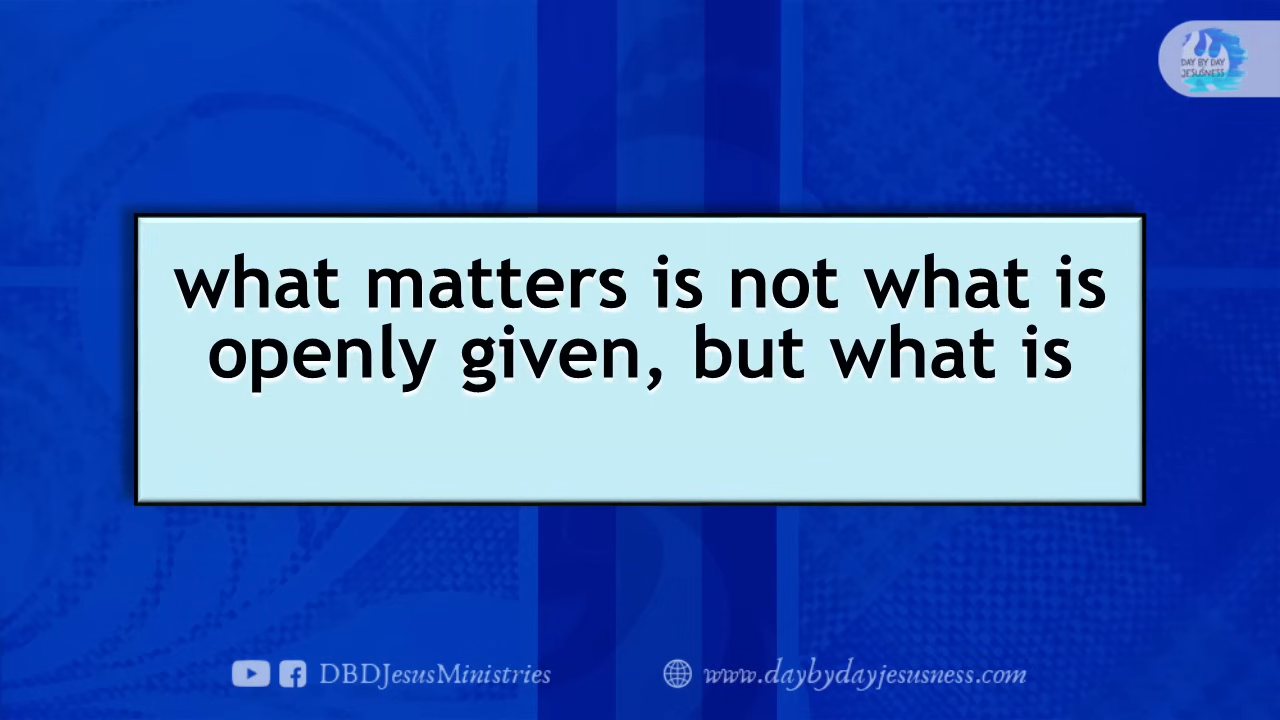 DAY BY DAY
JESUSNESS
what matters is not what is
openly given, but what is
DBDJesusMinistries
www.daybydayjesusness.com